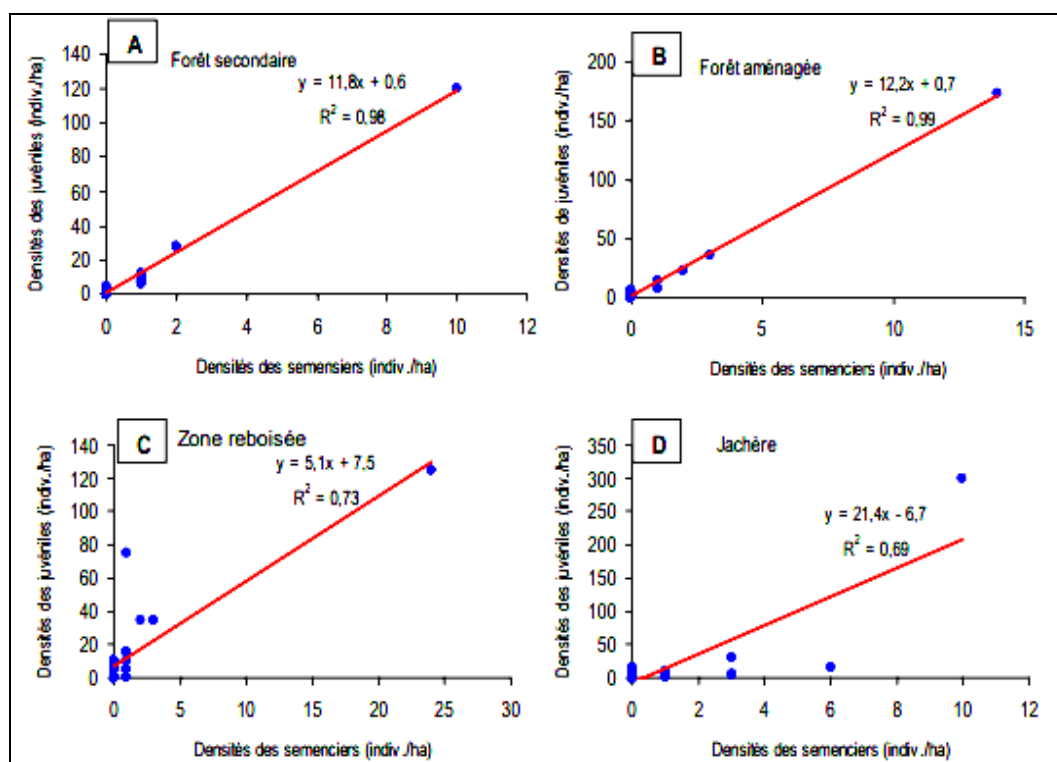 A
Forêt secondaire
y = 11,8x + 0,6
R² = 0,98
Densités des juvéniles (indiv./ha)
140
120
100
80
60
40
20
0
0 2 4 6 8 10 12
Densités des semensiers (indiv./ha)
B
Forêt aménagée
y = 12,2x + 0,7
R² = 0,99
Densités de juvéniles (indiv./ha)
200
150
100
50
0
0 5 10 15
Densités des semenciers (indiv./ha)
C
Zone reboisée
y = 5,1x + 7,5
R² = 0,73
Densités des juvéniles (indiv./ha)
140
120
100
80
60
40
20
0
0 5 10 15 20 25 30
Densités des semenciers (indiv./ha)
D
Jachère
y = 21,4x - 6,7
R² = 0,69
Densités des juvéniles (indiv./ha)
350
300
250
200
150
100
50
0
0 2 4 6 8 10 12
Densités des semenciers (indiv./ha)